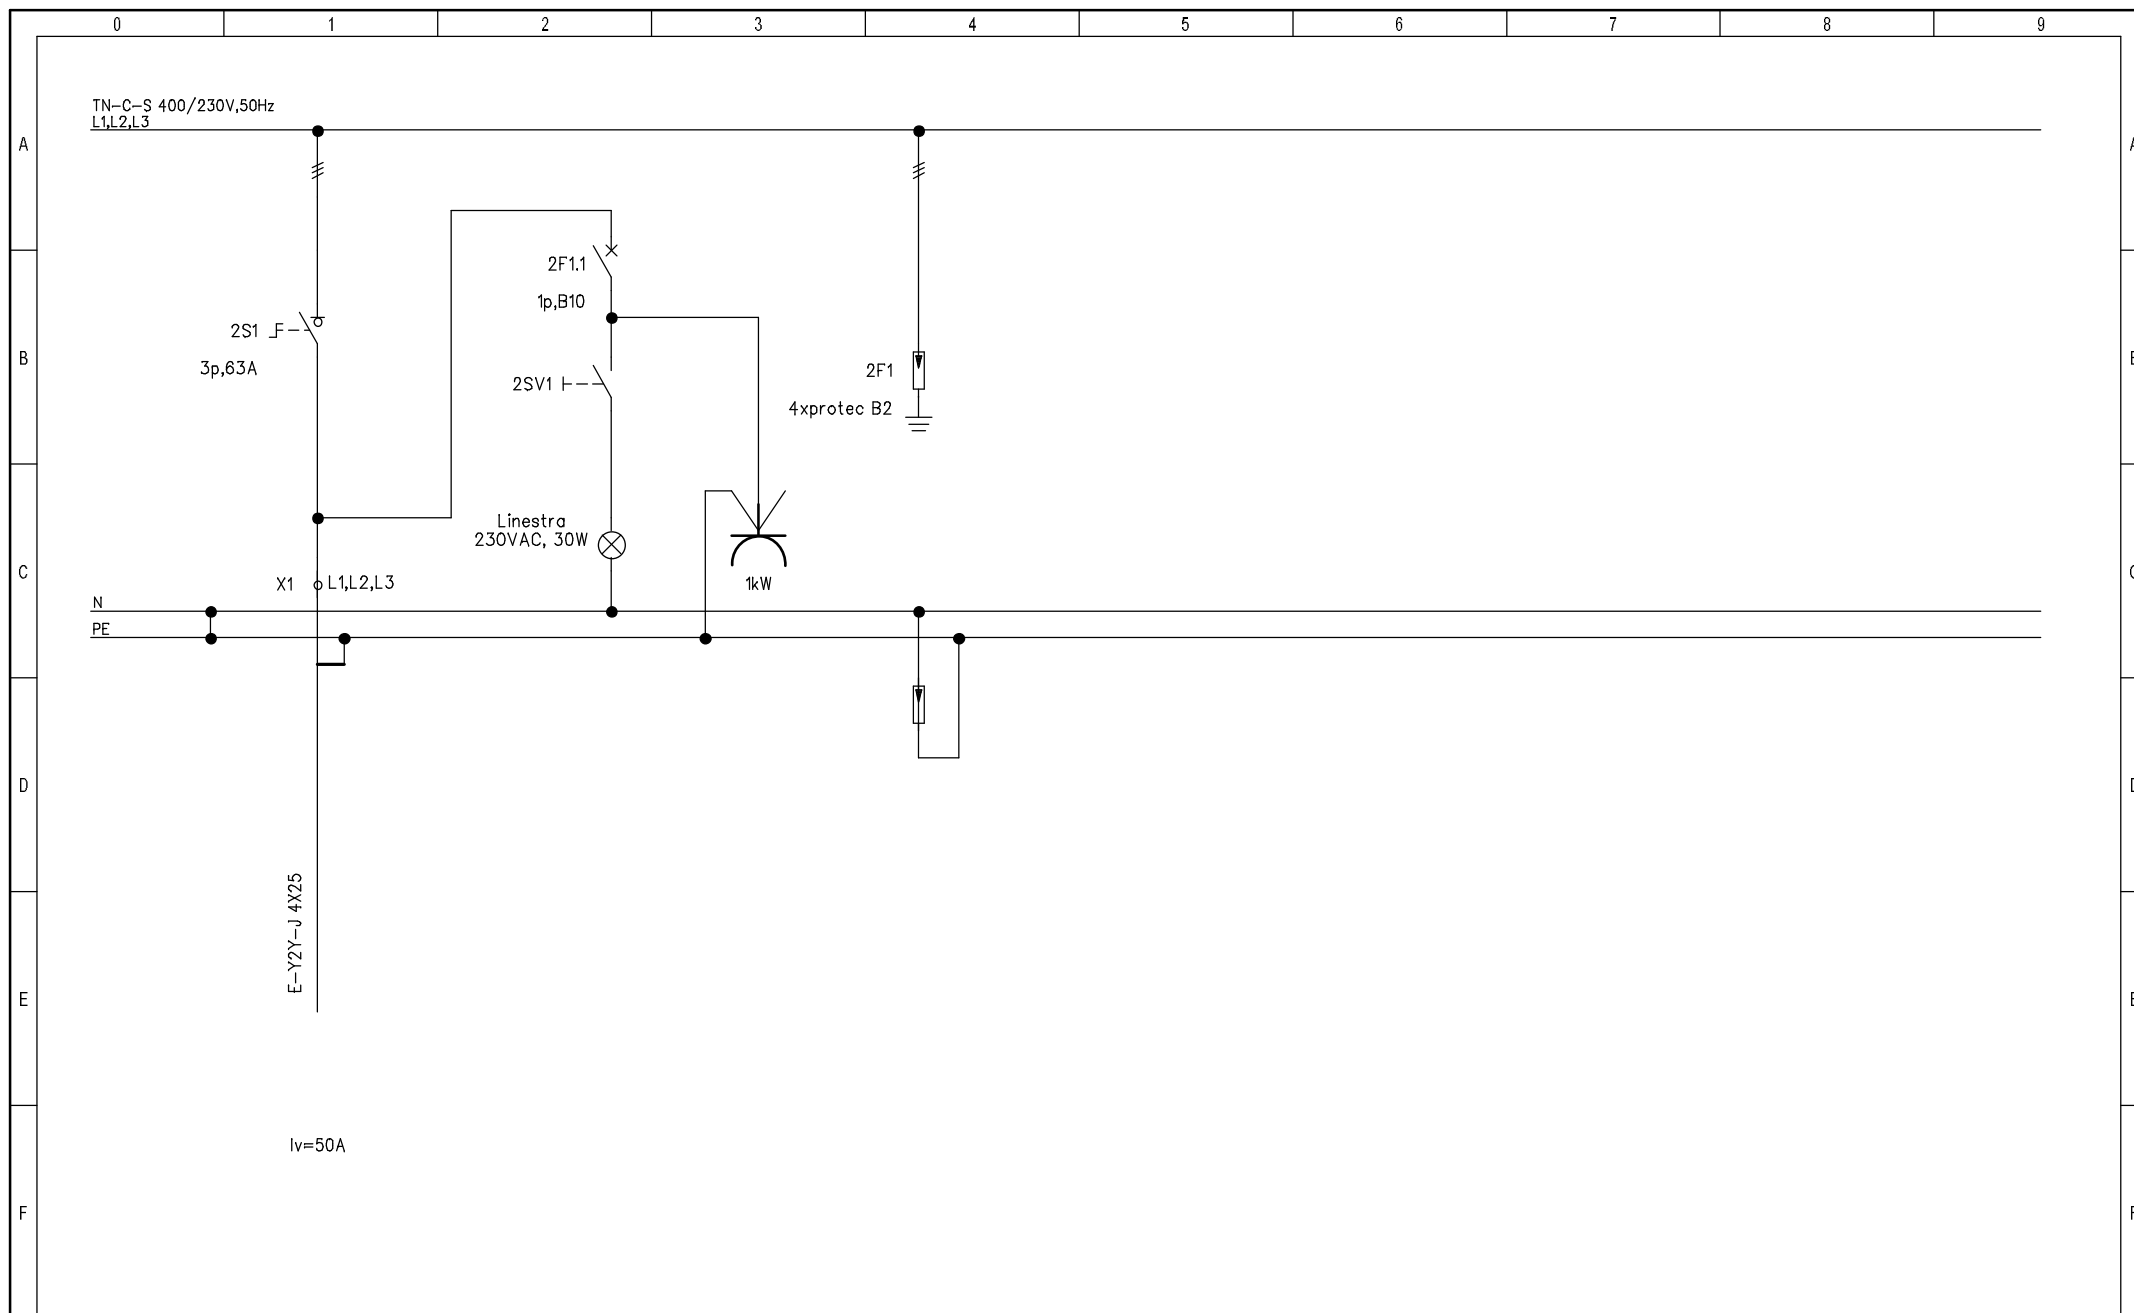 0 1 2 3 4 5 6 7 8 9
TN-C-S 400/230V,50Hz
L1,L2,L3
A
2F1.1
1p,B10
2S1
3p,63A
B
2SV1
2F1
4xprotec B2
Linestra
230VAC, 30W
C
X1 L1,L2,L3
1kW
N
PE
D
E-Y2Y-J 4X25
E
Iv=50A
F